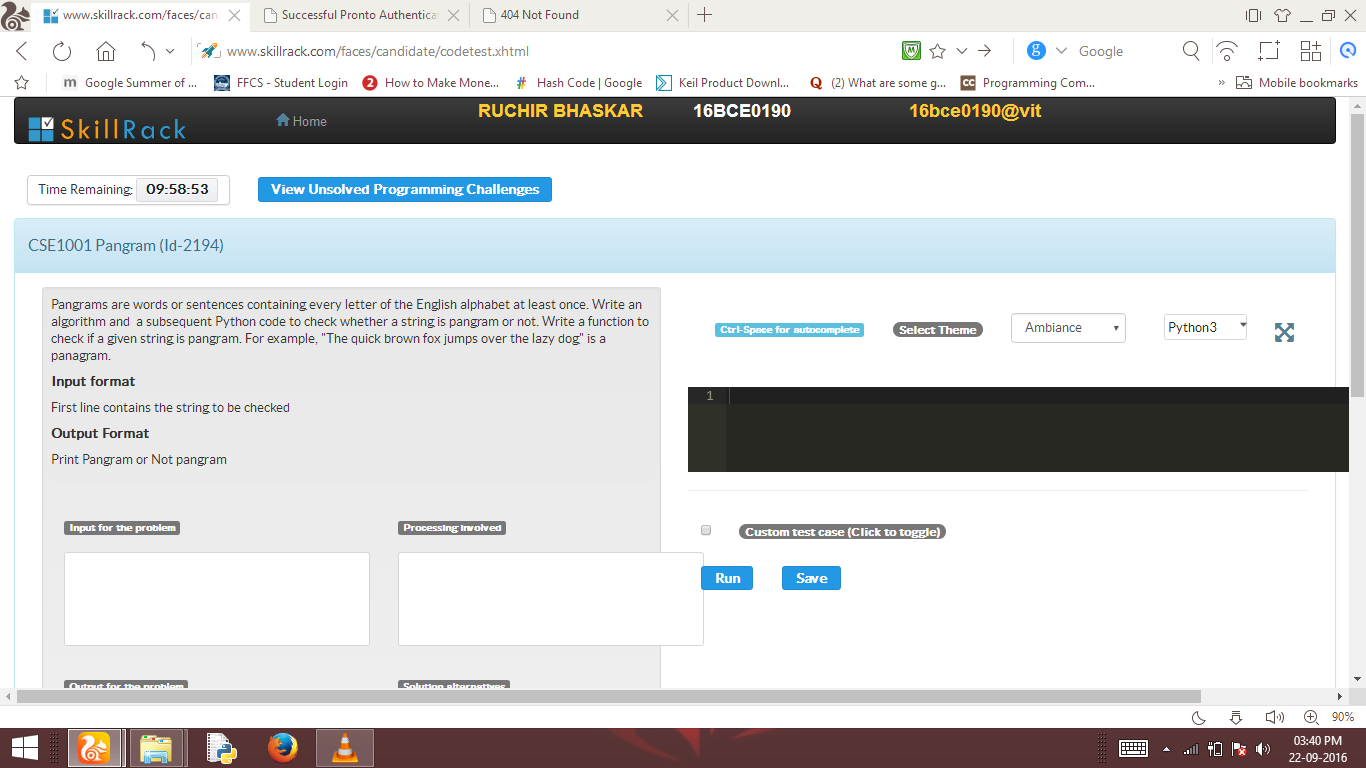 www.skillrack.com/faces/can
Successful Pronto Authentica
404 Not Found
www.skillrack.com/faces/candidate/codetest.xhtml
Google
Google Summer of ...
FFCS - Student Login
How to Make Mone...
Hash Code | Google
Keil Product Downl...
(2) What are some g...
Programming Com...
Mobile bookmarks
SkillRack
Home
RUCHIR BHASKAR
16BCE0190
16bce0190@vit
Time Remaining: 09:58:53
View Unsolved Programming Challenges
CSE1001 Pangram (Id-2194)
Pangrams are words or sentences containing every letter of the English alphabet at least once. Write an
algorithm and a subsequent Python code to check whether a string is pangram or not. Write a function to
check if a given string is pangram. For example, "The quick brown fox jumps over the lazy dog" is a
panagram.
Input format
First line contains the string to be checked
Output Format
Print Pangram or Not pangram
Input for the problem
Processing involved
Output for the problem
Solution alternatives
Ctrl-Space for autocomplete
Select Theme
Ambiance
Python3
1
Custom test case (Click to toggle)
Run
Save
90%
03:40 PM
22-09-2016